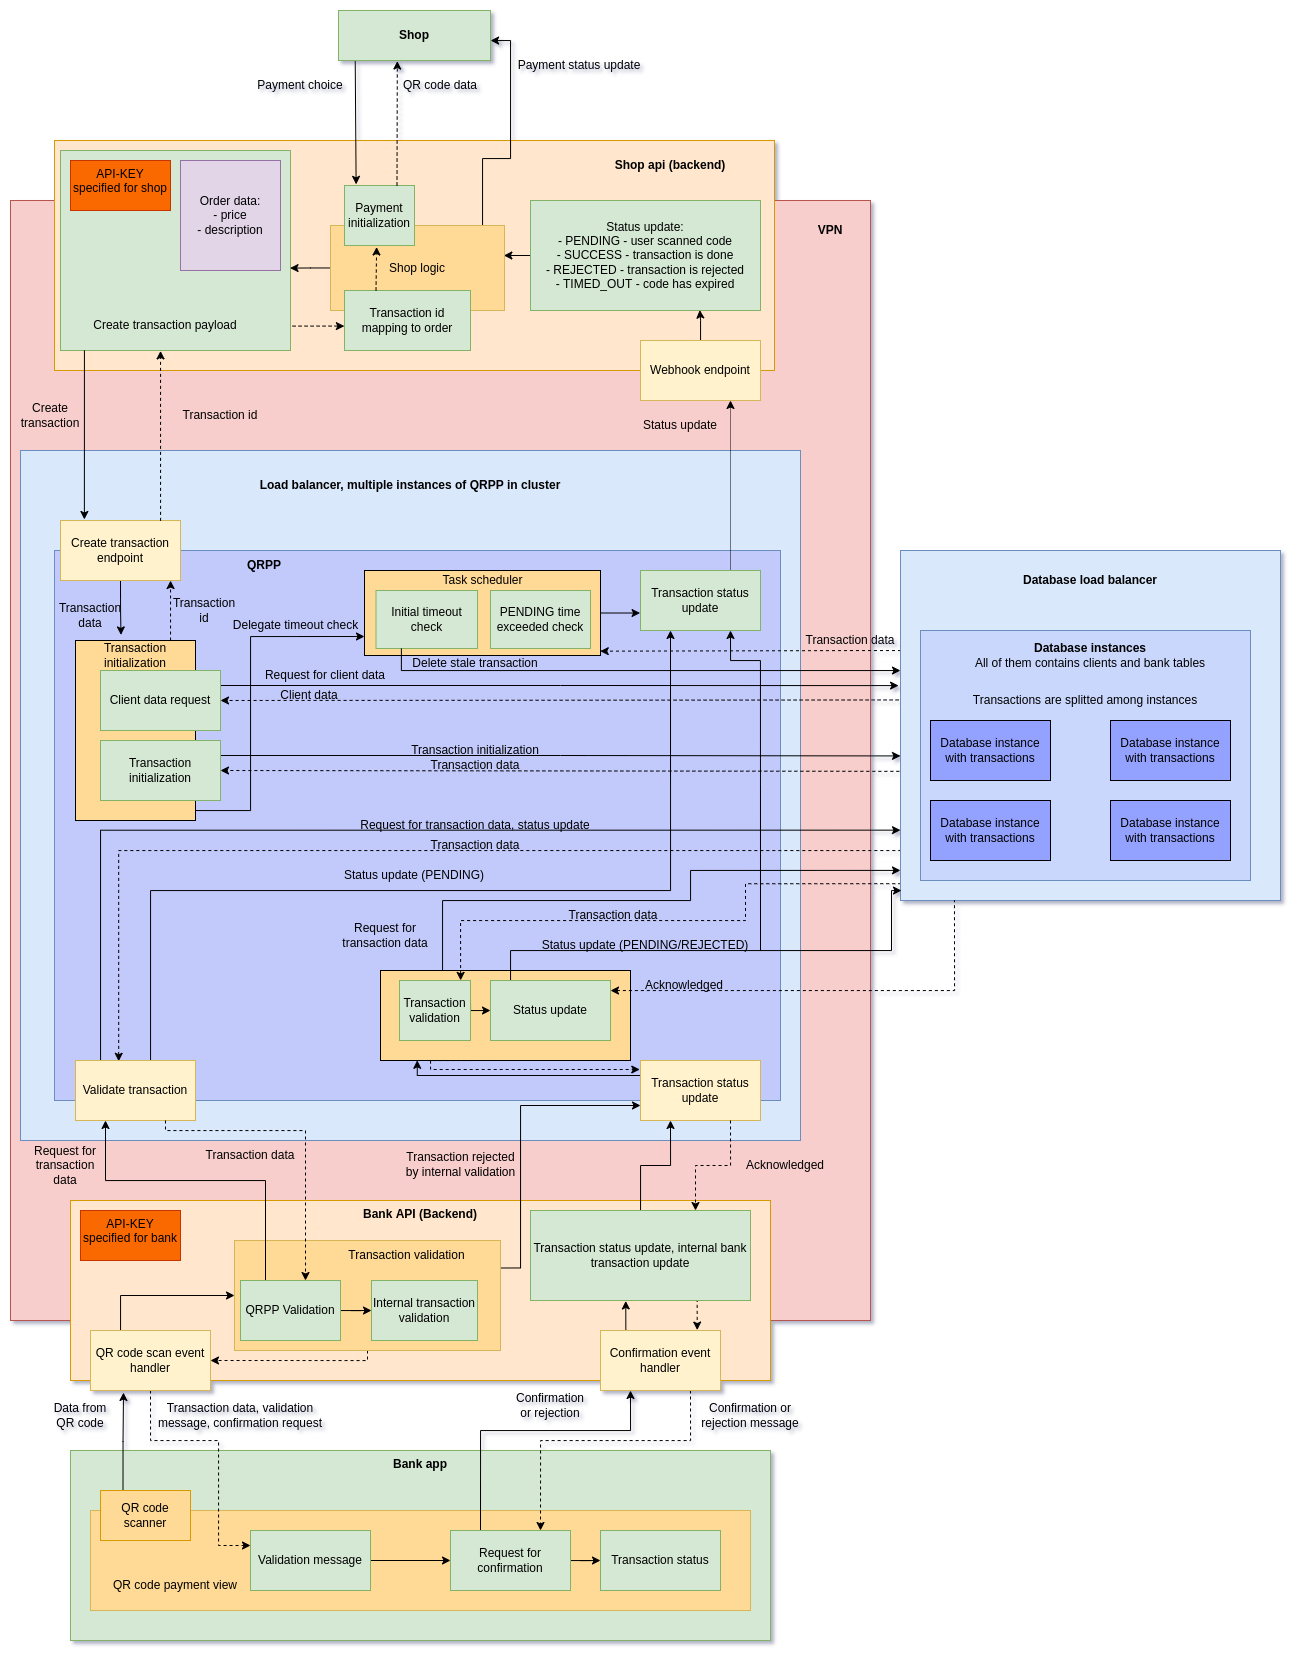 Shop
Payment choice
QR code data
Payment status update
Shop api (backend)
API-KEY
specified for shop
Order data:
- price
- description
Create transaction payload
Payment
initialization
Shop logic
Transaction id
mapping to order
Status update:
- PENDING - user scanned code
- SUCCESS - transaction is done
- REJECTED - transaction is rejected
- TIMED_OUT - code has expired
VPN
Webhook endpoint
Create
transaction
Transaction id
Status update
Load balancer, multiple instances of QRPP in cluster
Create transaction
endpoint
QRPP
Transaction
data
Transaction
id
Task scheduler
Initial timeout
check
PENDING time
exceeded check
Transaction status
update
Delegate timeout check
Transaction
initialization
Client data request
Transaction
initialization
Delete stale transaction
Transaction data
Request for client data
Client data
Transaction initialization
Transaction data
Database load balancer
Database instances
All of them contains clients and bank tables
Transactions are splitted among instances
Database instance
with transactions
Database instance
with transactions
Database instance
with transactions
Database instance
with transactions
Request for transaction data, status update
Transaction data
Status update (PENDING)
Transaction data
Request for
transaction data
Status update (PENDING/REJECTED)
Acknowledged
Transaction
validation
Status update
Validate transaction
Transaction status
update
Request for
transaction
data
Transaction data
Transaction rejected
by internal validation
Acknowledged
Bank API (Backend)
API-KEY
specified for bank
Transaction validation
QRPP Validation
Internal transaction
validation
Transaction status update, internal bank
transaction update
QR code scan event
handler
Confirmation event
handler
Data from
QR code
Transaction data, validation
message, confirmation request
Confirmation
or rejection
Confirmation or
rejection message
Bank app
QR code
scanner
Validation message
Request for
confirmation
Transaction status
QR code payment view